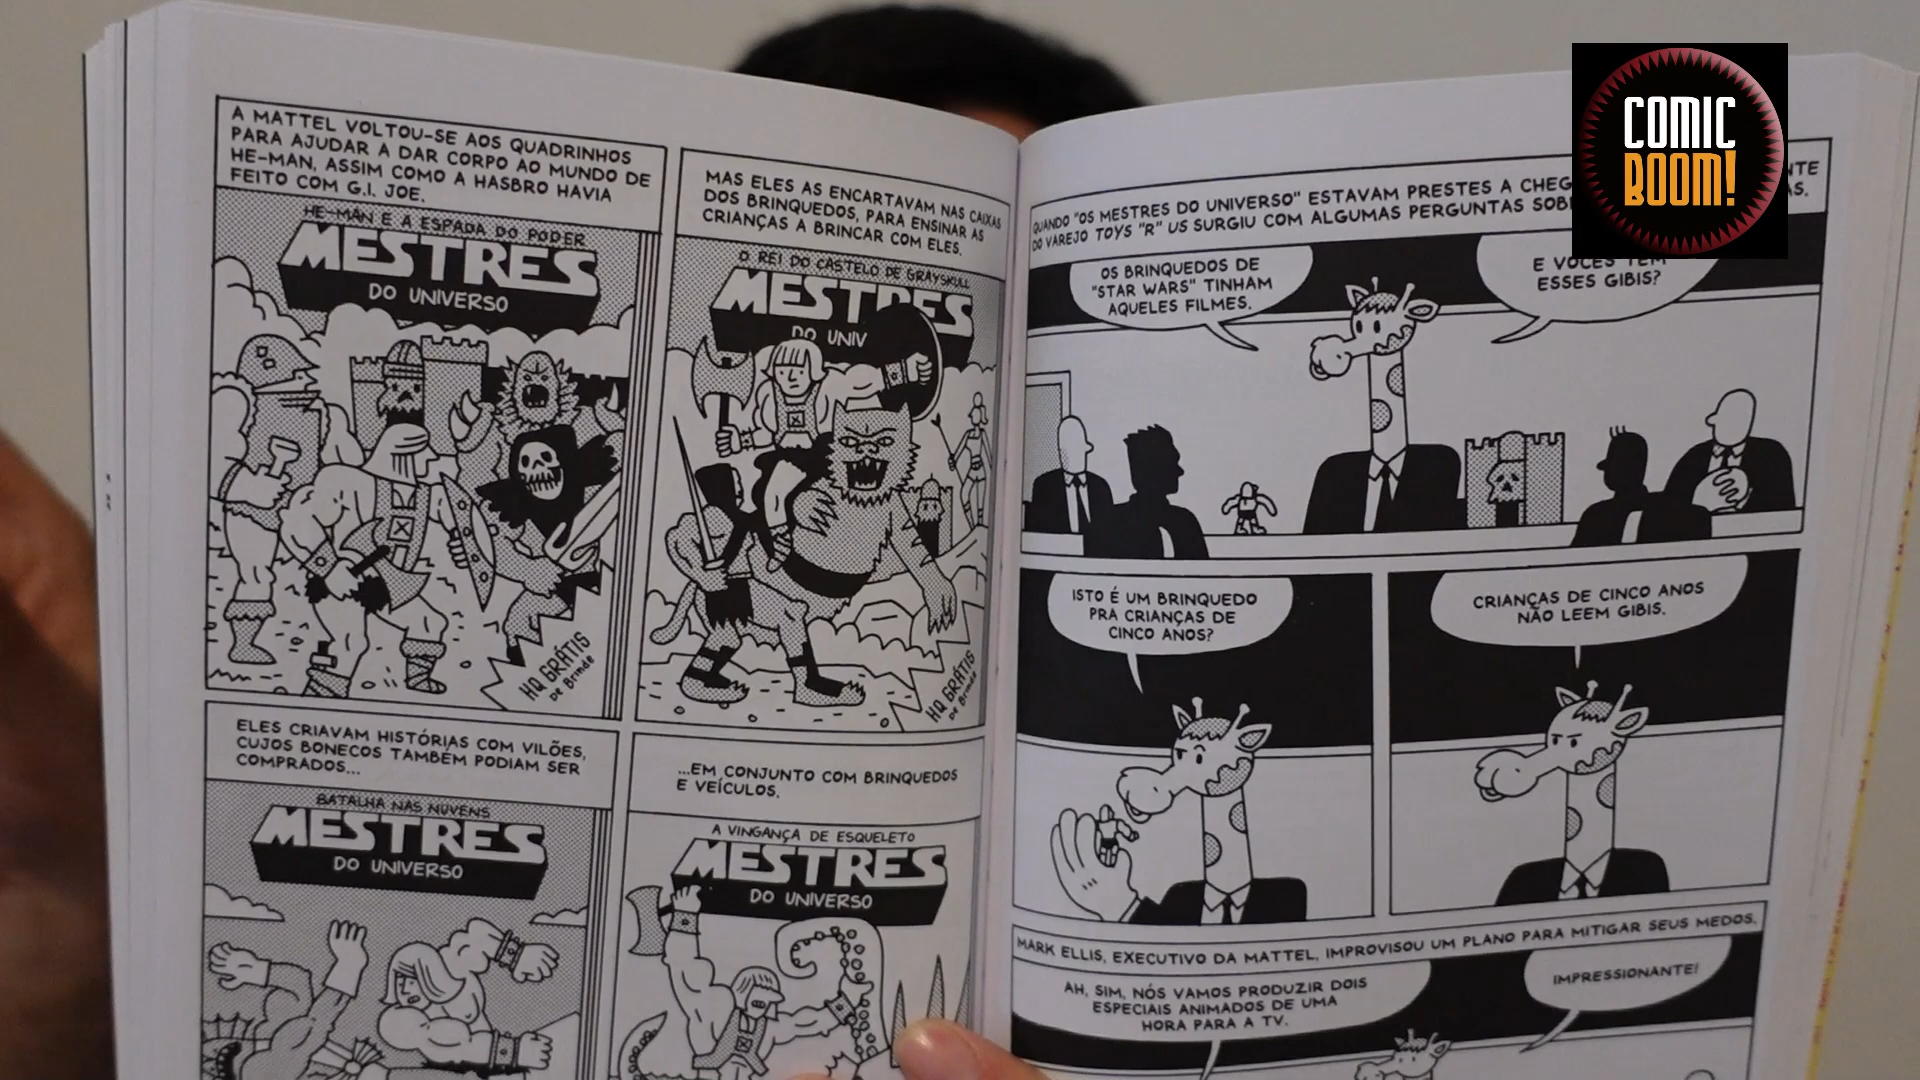 A MATTEL VOLTOU-SE AOS QUADRINHOS
PARA AJUDAR A DAR CORPO AO MUNDO DE
HE-MAN, ASSIM COMO A HASBRO HAVIA
FEITO COM G.I. JOE.
HE-MAN E A ESPADA DO PODER
MESTRES
DO UNIVERSO
HQ GRÁTIS
de Brinde
MAS ELES AS ENCARTAVAM NAS CAIXAS
DOS BRINQUEDOS, PARA ENSINAR AS
CRIANÇAS A BRINCAR COM ELES.
O REI DO CASTELO DE GRAYSKULL
MESTRES
DO UNIV
HQ GRÁTIS
de Brinde
ELES CRIAVAM HISTÓRIAS COM VILÕES,
CUJOS BONECOS TAMBÉM PODIAM SER
COMPRADOS...
BATALHA NAS NUVENS
MESTRES
DO UNIVERSO
...EM CONJUNTO COM BRINQUEDOS
E VEÍCULOS.
A VINGANÇA DE ESQUELETO
MESTRES
DO UNIVERSO
QUANDO "OS MESTRES DO UNIVERSO" ESTAVAM PRESTES A
DO VAREJO TOYS "R" US SURGIU COM ALGUMAS PERGUNTAS
OS BRINQUEDOS DE
"STAR WARS" TINHAM
AQUELES FILMES.
E VOCÊS TÊM
ESSES GIBIS?
ISTO É UM BRINQUEDO
PRA CRIANÇAS DE
CINCO ANOS?
CRIANÇAS DE CINCO ANOS
NÃO LEEM GIBIS.
MARK ELLIS, EXECUTIVO DA MATTEL, IMPROVISOU UM PLANO PARA MITIGAR SEUS MEDOS.
AH, SIM, NÓS VAMOS PRODUZIR DOIS
ESPECIAIS ANIMADOS DE UMA
HORA PARA A TV.
IMPRESSIONANTE!
COMIC
BOOM!